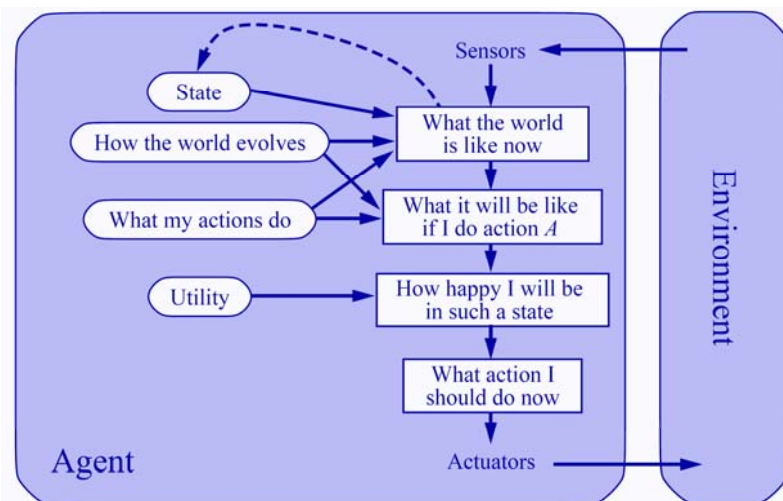 Sensors
State
What the world
is like now
How the world evolves
What my actions do
What it will be like
if I do action A
Utility
How happy I will be
in such a state
What action I
should do now
Agent
Actuators
Environment